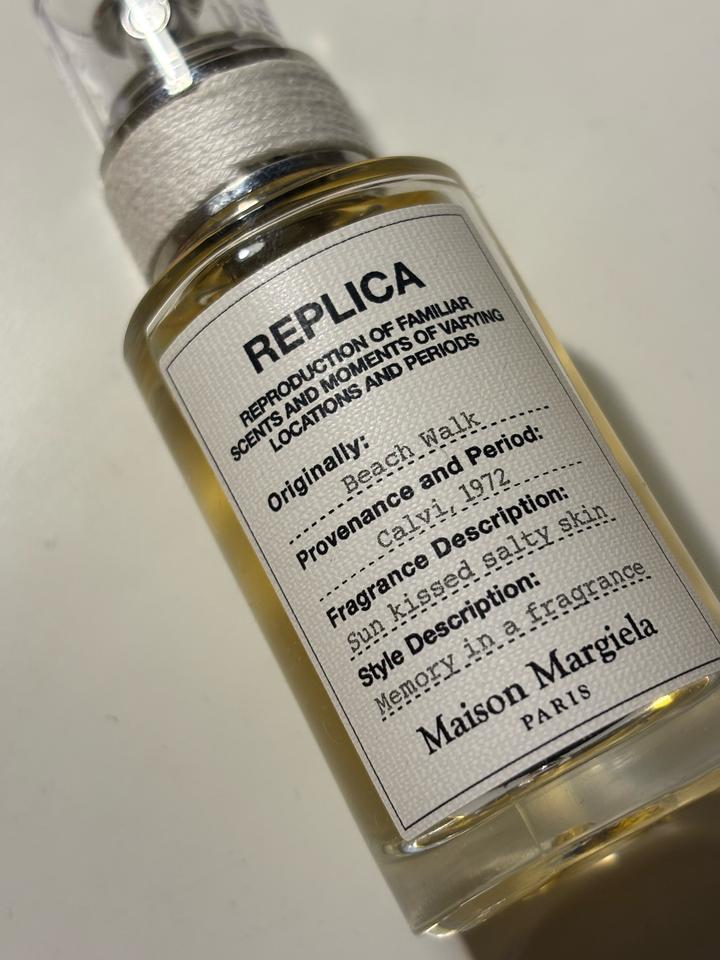 REPLICA
REPRODUCTION OF FAMILIAR
SCENTS AND MOMENTS OF VARYING
LOCATIONS AND PERIODS
Originally:
Beach Walk
Provenance and Period:
Calvi, 1972
Fragrance Description:
Sun kissed salty skin
Style Description:
Memory in a fragrance
Maison Margiela
PARIS